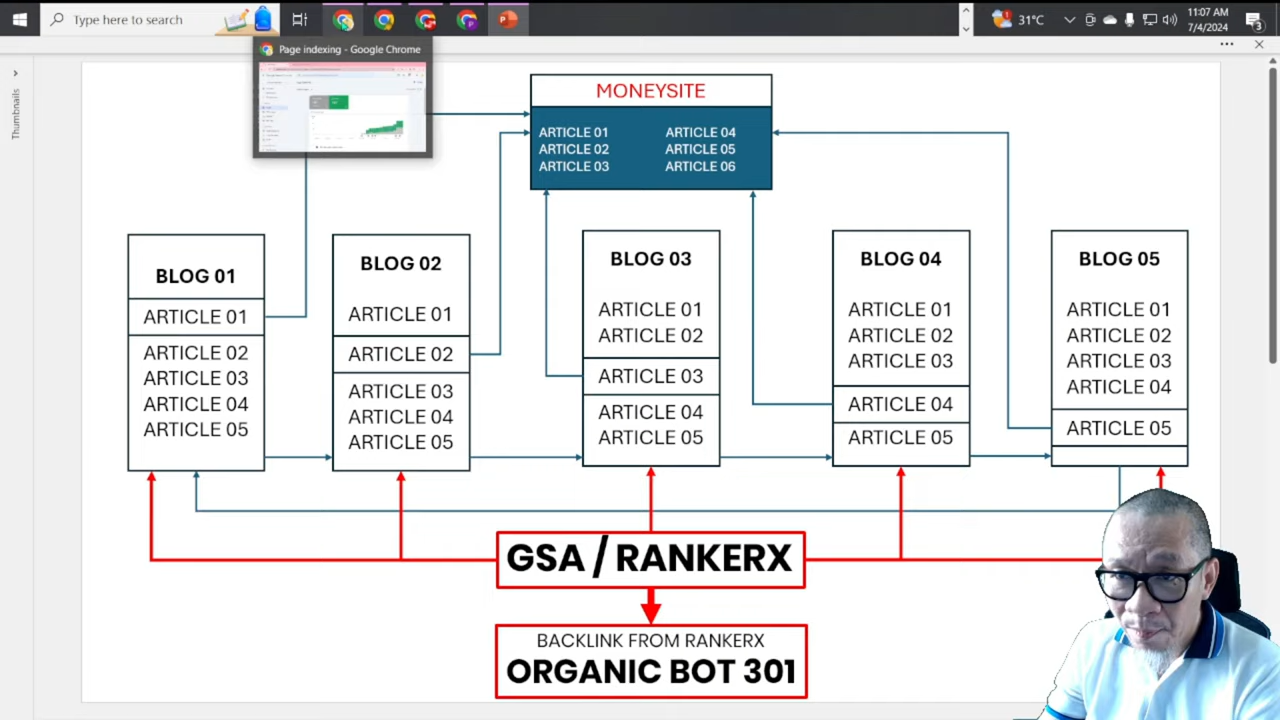 Type here to search
31°C
11:07 AM
7/4/2024
3
Page indexing - Google Chrome
Thumbnails
MONEYSITE
ARTICLE 01 ARTICLE 04
ARTICLE 02 ARTICLE 05
ARTICLE 03 ARTICLE 06
BLOG 01
ARTICLE 01
ARTICLE 02
ARTICLE 03
ARTICLE 04
ARTICLE 05
BLOG 02
ARTICLE 01
ARTICLE 02
ARTICLE 03
ARTICLE 04
ARTICLE 05
BLOG 03
ARTICLE 01
ARTICLE 02
ARTICLE 03
ARTICLE 04
ARTICLE 05
BLOG 04
ARTICLE 01
ARTICLE 02
ARTICLE 03
ARTICLE 04
ARTICLE 05
BLOG 05
ARTICLE 01
ARTICLE 02
ARTICLE 03
ARTICLE 04
ARTICLE 05
GSA / RANKERX
BACKLINK FROM RANKERX
ORGANIC BOT 301